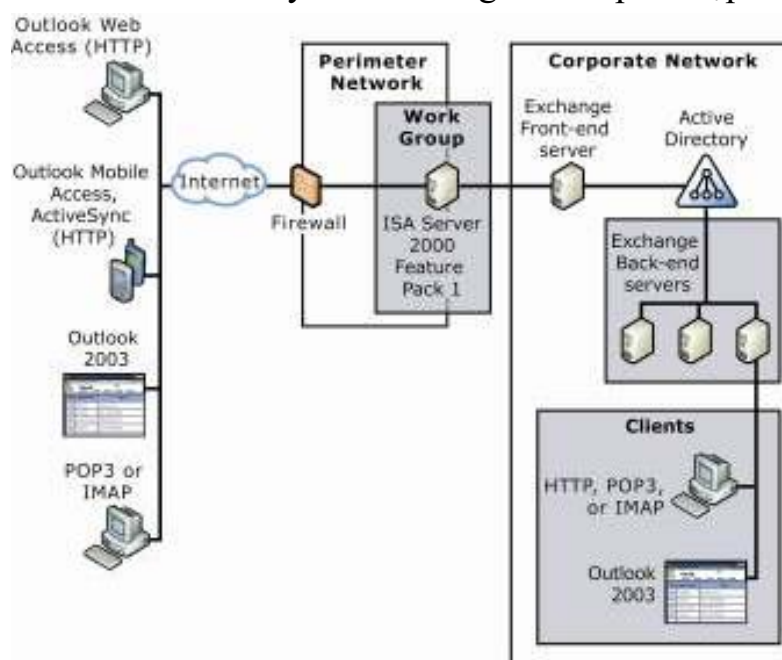 Outlook Web
Access (HTTP)
Outlook Mobile
Access,
ActiveSync
(HTTP)
Outlook
2003
POP3 or
IMAP
Internet
Perimeter
Network
Firewall
Work
Group
ISA Server
2000
Feature
Pack 1
Corporate Network
Exchange
Front-end
server
Active
Directory
Exchange
Back-end
servers
Clients
HTTP, POP3,
or IMAP
Outlook
2003